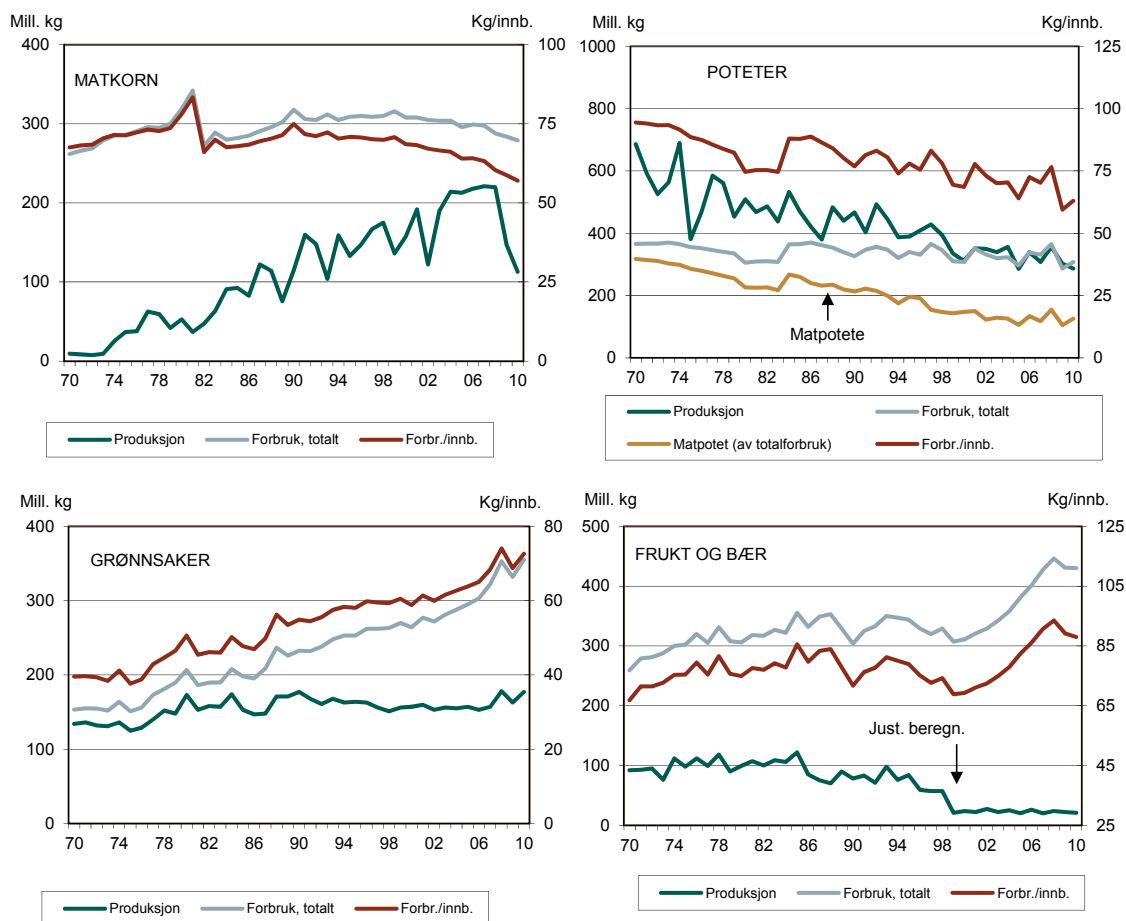 Mill. kg Kg/innb.
400 100
MATKORN
300 75
200 50
100 25
0 0
70 74 78 82 86 90 94 98 02 06 10
Produksjon Forbruk, totalt Forbr./innb.
Mill. kg Kg/innb.
1000 125
POTETER
800 100
600 75
400 50
200 25
Matpotete
0 0
70 74 78 82 86 90 94 98 02 06 10
Produksjon Forbruk, totalt
Matpotet (av totalforbruk) Forbr./innb.
Mill. kg Kg/innb.
400 80
GRØNNSAKER
300 60
200 40
100 20
0 0
70 74 78 82 86 90 94 98 02 06 10
Produksjon Forbruk, totalt Forbr./innb.
Mill. kg Kg/innb.
500 125
FRUKT OG BÆR
400 105
300 85
200 65
Just. beregn.
100 45
0 25
70 74 78 82 86 90 94 98 02 06 10
Produksjon Forbruk, totalt Forbr./innb.